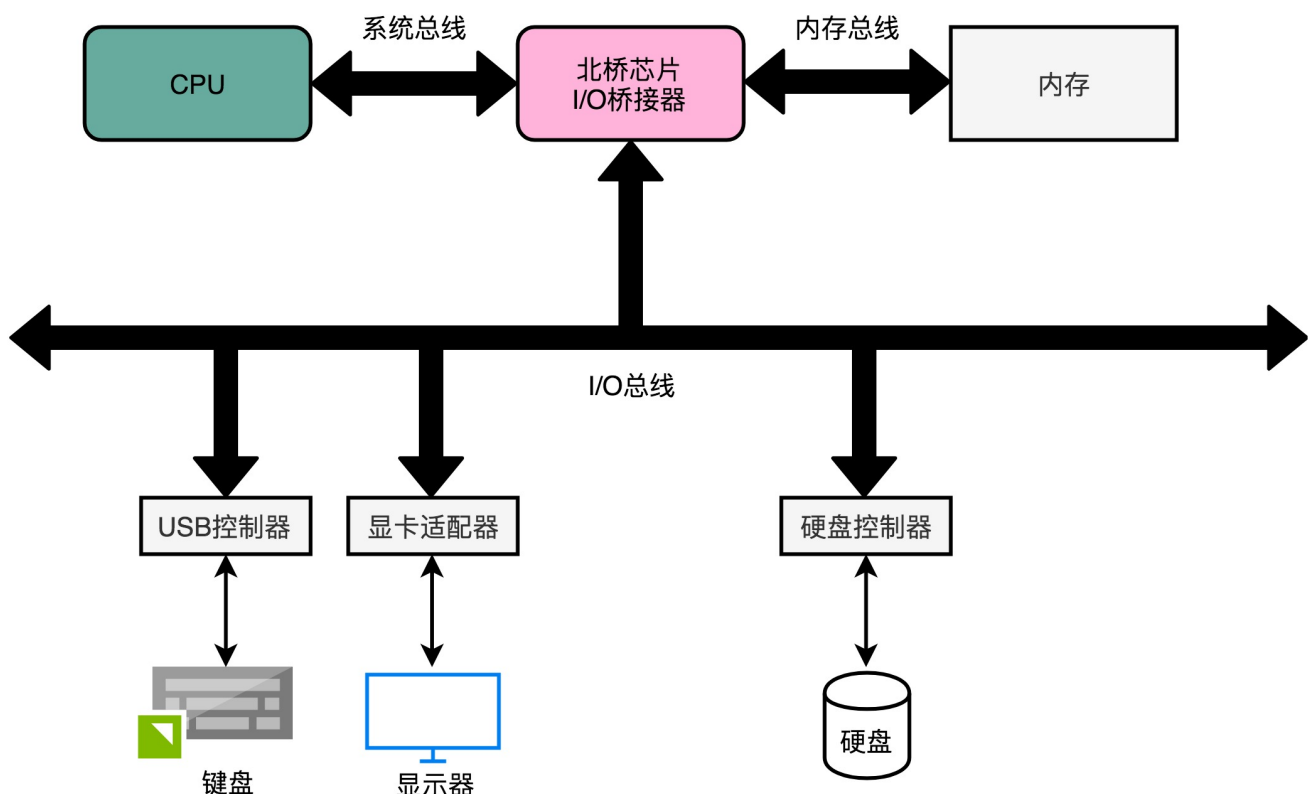 系统总线
内存总线
CPU
北桥芯片
I/O桥接器
内存
I/O总线
USB控制器
显卡适配器
硬盘控制器
硬盘
键盘
显示器